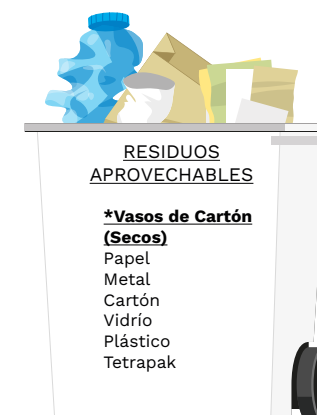 RESIDUOS
APROVECHABLES
*Vasos de Cartón
(Secos)
Papel
Metal
Cartón
Vidrío
Plástico
Tetrapak